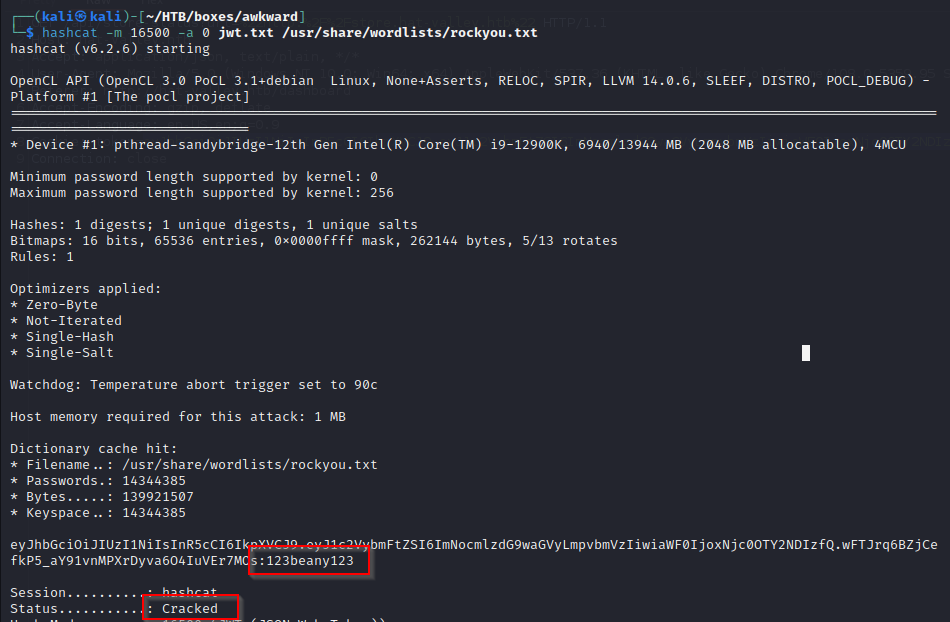 ┌──(kali㉿kali)-[~/HTB/boxes/awkward]
└─$ hashcat -m 16500 -a 0 jwt.txt /usr/share/wordlists/rockyou.txt
hashcat (v6.2.6) starting
OpenCL API (OpenCL 3.0 PoCL 3.1+debian  Linux, None+Asserts, RELOC, SPIR, LLVM 14.0.6, SLEEF, DISTRO, POCL_DEBUG) -
Platform #1 [The pocl project]
* Device #1: pthread-sandybridge-12th Gen Intel(R) Core(TM) i9-12900K, 6940/13944 MB (2048 MB allocatable), 4MCU
Minimum password length supported by kernel: 0
Maximum password length supported by kernel: 256
Hashes: 1 digests; 1 unique digests, 1 unique salts
Bitmaps: 16 bits, 65536 entries, 0x0000ffff mask, 262144 bytes, 5/13 rotates
Rules: 1
Optimizers applied:
* Zero-Byte
* Not-Iterated
* Single-Hash
* Single-Salt
Watchdog: Temperature abort trigger set to 90c
Host memory required for this attack: 1 MB
Dictionary cache hit:
* Filename..: /usr/share/wordlists/rockyou.txt
* Passwords.: 14344385
* Bytes.....: 139921507
* Keyspace..: 14344385
eyJhbGciOiJIUzI1NiIsInR5cCI6IkpXVCJ9.eyJ1c2VybmFtZSI6ImNocmlzdG9waGVyLmpvbmVzIiwiaWF0IjoxNjc0OTY2NDIzfQ.wFTJrq6BZjCe
fkP5_aY91vnMPXrDyva6O4IuVEr7MOs:123beany123
Session..........: hashcat
Status...........: Cracked